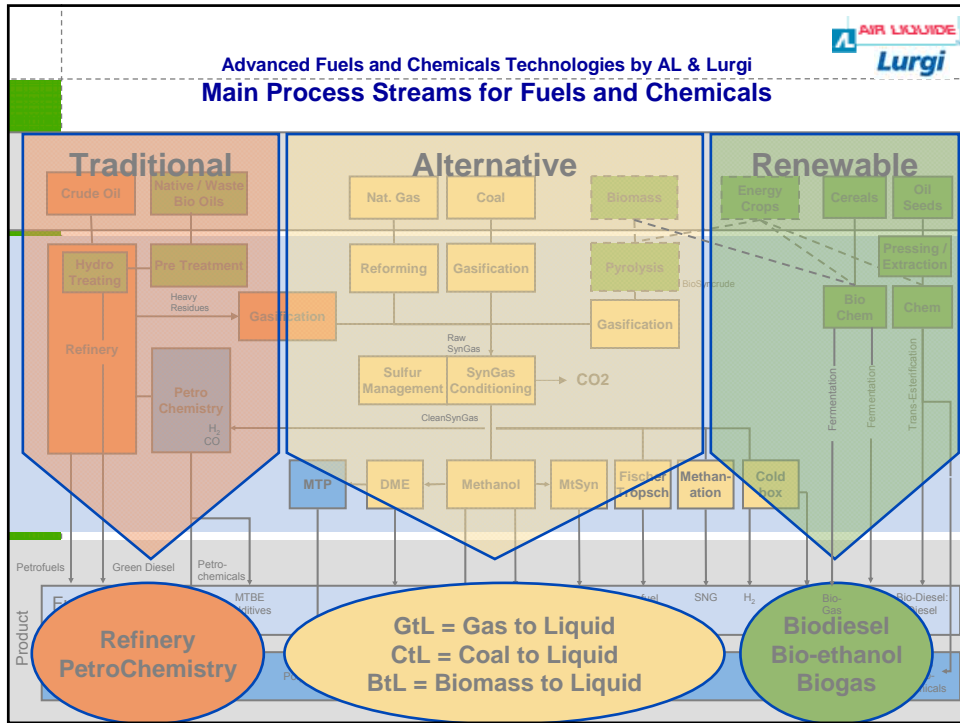 AIR LIQUIDE
Lurgi
Advanced Fuels and Chemicals Technologies by AL & Lurgi
Main Process Streams for Fuels and Chemicals
Traditional
Alternative
Renewable
Crude Oil
Native / Waste
Bio Oils
Nat. Gas
Coal
Biomass
Energy
Crops
Cereals
Oil
Seeds
Hydro
Treating
Pre Treatment
Reforming
Gasification
Pyrolysis
BioSyncrude
Pressing /
Extraction
Heavy
Residues
Gasification
Gasification
Bio
Chem
Chem
Refinery
Raw
SynGas
Sulfur
Management
SynGas
Conditioning
CO2
Petro
Chemistry
H2
CO
CleanSynGas
Fermentation
Fermentation
Trans-Esterification
MTP
DME
Methanol
MtSyn
Fischer
Tropsch
Methan-
ation
Cold
box
Petrofuels
Green Diesel
Petro-
chemicals
MTBE
SNG
H2
Bio-
Gas
Bio-Diesel:
Product
Refinery
PetroChemistry
GtL = Gas to Liquid
CtL = Coal to Liquid
BtL = Biomass to Liquid
Biodiesel
Bio-ethanol
Biogas